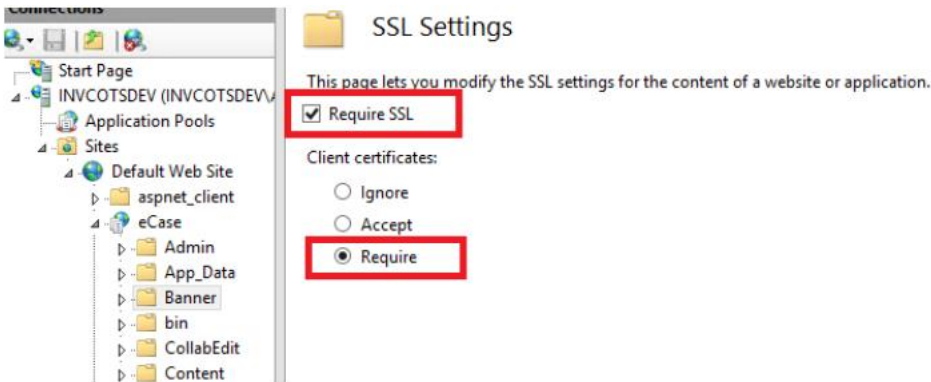 Connections
Start Page
INVCOTSDEV (INVCOTSDEV\A
Application Pools
Sites
Default Web Site
aspnet_client
eCase
Admin
App_Data
Banner
bin
CollabEdit
Content
SSL Settings
This page lets you modify the SSL settings for the content of a website or application.
Require SSL
Client certificates:
Ignore
Accept
Require